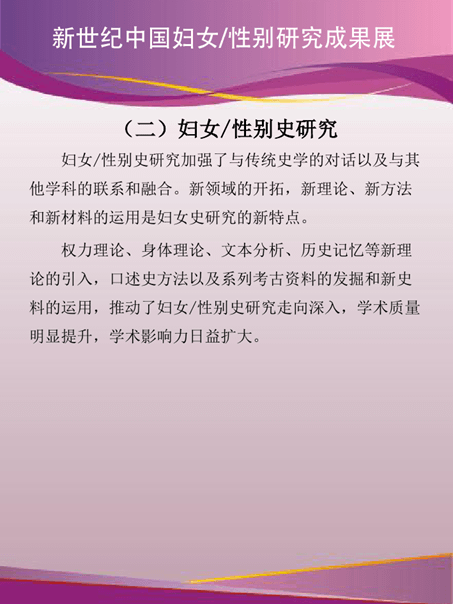 新世纪中国妇女/性别研究成果展
（二）妇女/性别史研究
妇女/性别史研究加强了与传统史学的对话以及与其
他学科的联系和融合。新领域的开拓，新理论、新方法
和新材料的运用是妇女史研究的新特点。
权力理论、身体理论、文本分析、历史记忆等新理
论的引入，口述史方法以及系列考古资料的发掘和新史
料的运用，推动了妇女/性别史研究走向深入，学术质量
明显提升，学术影响力日益扩大。